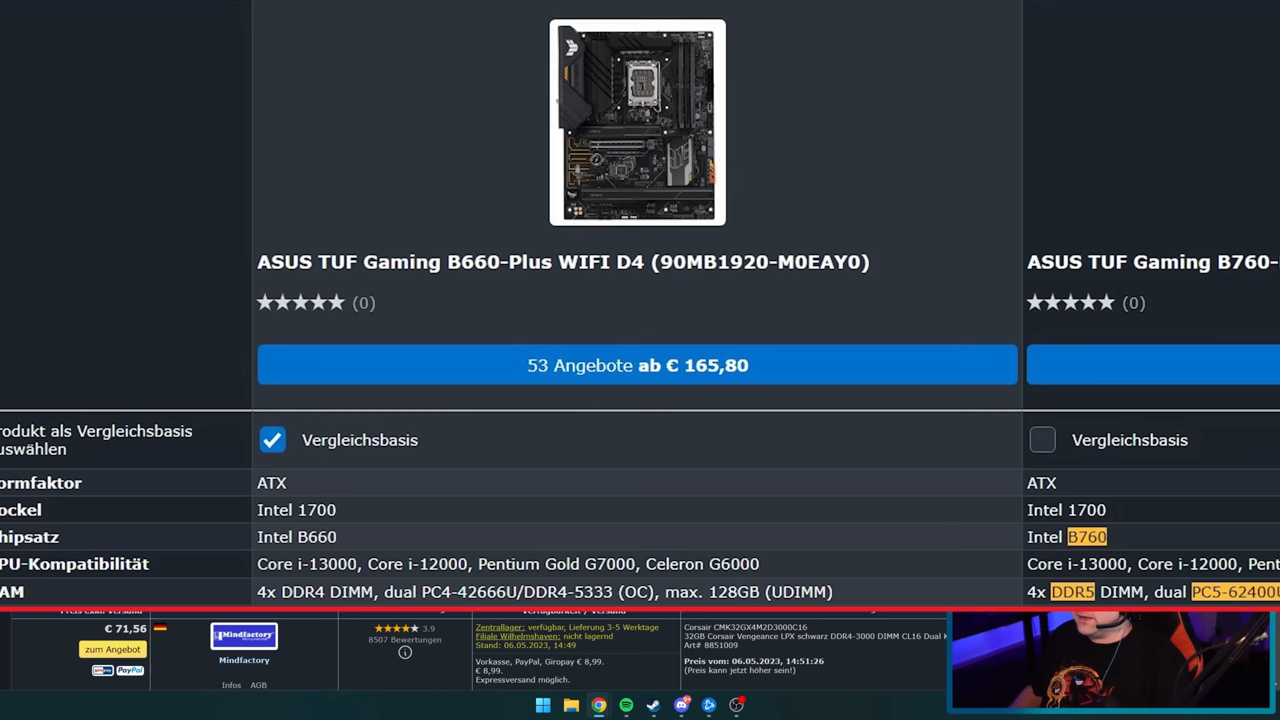 ASUS TUF Gaming B660-Plus WIFI D4 (90MB1920-M0EAY0)
ASUS TUF Gaming B760-
(0)
(0)
53 Angebote ab € 165,80
rodukt als Vergleichsbasis
uswählen
Vergleichsbasis
Vergleichsbasis
ormfaktor
ATX
ATX
ockel
Intel 1700
Intel 1700
hipsatz
Intel B660
Intel B760
PU-Kompatibilität
Core i-13000, Core i-12000, Pentium Gold G7000, Celeron G6000
Core i-13000, Core i-12000, Pent
AM
4x DDR4 DIMM, dual PC4-42666U/DDR4-5333 (OC), max. 128GB (UDIMM)
4x DDR5 DIMM, dual PC5-62400U
€ 71,56
zum Angebot
PayPal
Mindfactory
Mindfactory
Infos AGB
3.9
8507 Bewertungen
Zentrallager: verfügbar, Lieferung 3-5 Werktage
Filiale Wilhelmshaven: nicht lagernd
Stand: 06.05.2023, 14:49
Vorkasse, PayPal, Giropay € 8,99.
€ 8,99.
Expressversand möglich.
Corsair CMK32GX4M2D3000C16
32GB Corsair Vengeance LPX schwarz DDR4-3000 DIMM CL16 Dual K
Art# 8851009
Preis vom: 06.05.2023, 14:51:26
(Preis kann jetzt höher sein!)